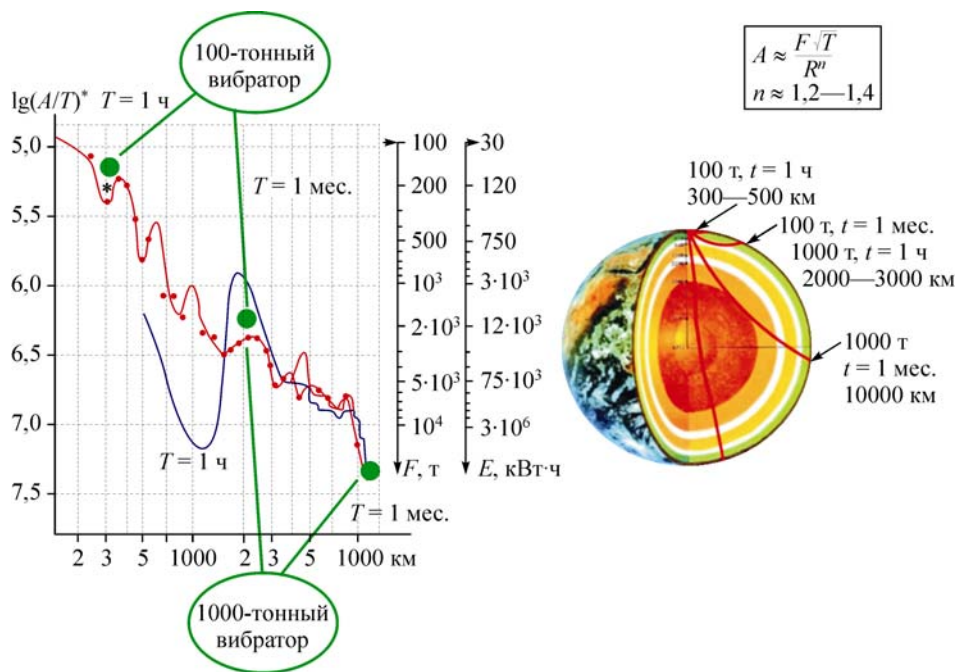 100-тонный
вибратор
lg(A/T)* T = 1 ч
5,0
5,5
6,0
6,5
7,0
7,5
*
T = 1 ч
T = 1 мес.
100
200
500
10³
2·10³
5·10³
10⁴
F, т
30
120
750
3·10³
12·10³
75·10³
3·10⁶
E, кВт·ч
T = 1 мес.
2 3 5 1000 2 3 5 1000 км
1000-тонный
вибратор
A ≈ F√T / Rⁿ
n ≈ 1,2—1,4
100 т, t = 1 ч
300—500 км
100 т, t = 1 мес.
1000 т, t = 1 ч
2000—3000 км
1000 т
t = 1 мес.
10000 км